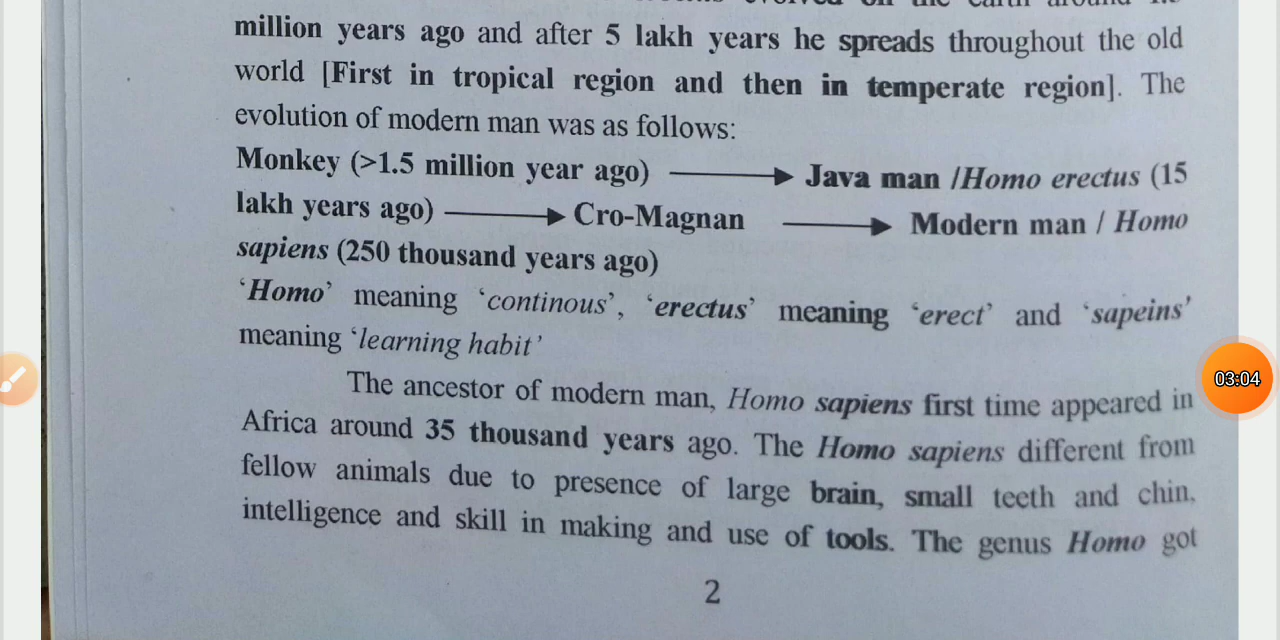 million years ago and after 5 lakh years he spreads throughout the old
world [First in tropical region and then in temperate region]. The
evolution of modern man was as follows:
Monkey (>1.5 million year ago) → Java man /Homo erectus (15
lakh years ago) → Cro-Magnan → Modern man / Homo
sapiens (250 thousand years ago)
‘Homo’ meaning ‘continous’, ‘erectus’ meaning ‘erect’ and ‘sapeins’
meaning ‘learning habit’
The ancestor of modern man, Homo sapiens first time appeared in
Africa around 35 thousand years ago. The Homo sapiens different from
fellow animals due to presence of large brain, small teeth and chin,
intelligence and skill in making and use of tools. The genus Homo got
2
03:04